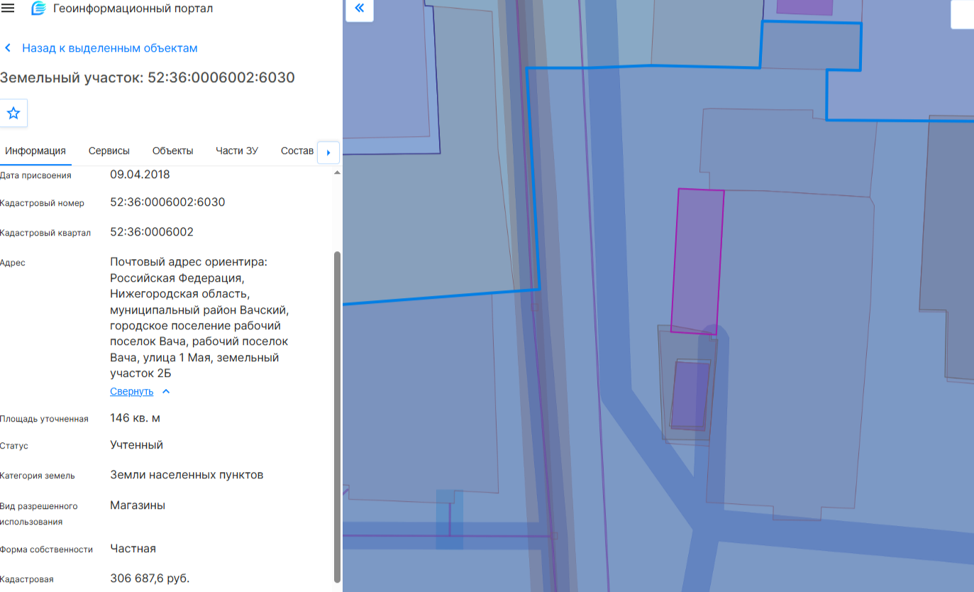 Геоинформационный портал
Назад к выделенным объектам
Земельный участок: 52:36:0006002:6030
Информация Сервисы Объекты Части ЗУ Состав
Дата присвоения 09.04.2018
Кадастровый номер 52:36:0006002:6030
Кадастровый квартал 52:36:0006002
Адрес Почтовый адрес ориентира:
Российская Федерация,
Нижегородская область,
муниципальный район Вачский,
городское поселение рабочий
поселок Вача, рабочий поселок
Вача, улица 1 Мая, земельный
участок 2Б
Свернуть
Площадь уточненная 146 кв. м
Статус Учтенный
Категория земель Земли населенных пунктов
Вид разрешенного Магазины
использования
Форма собственности Частная
Кадастровая 306 687,6 руб.